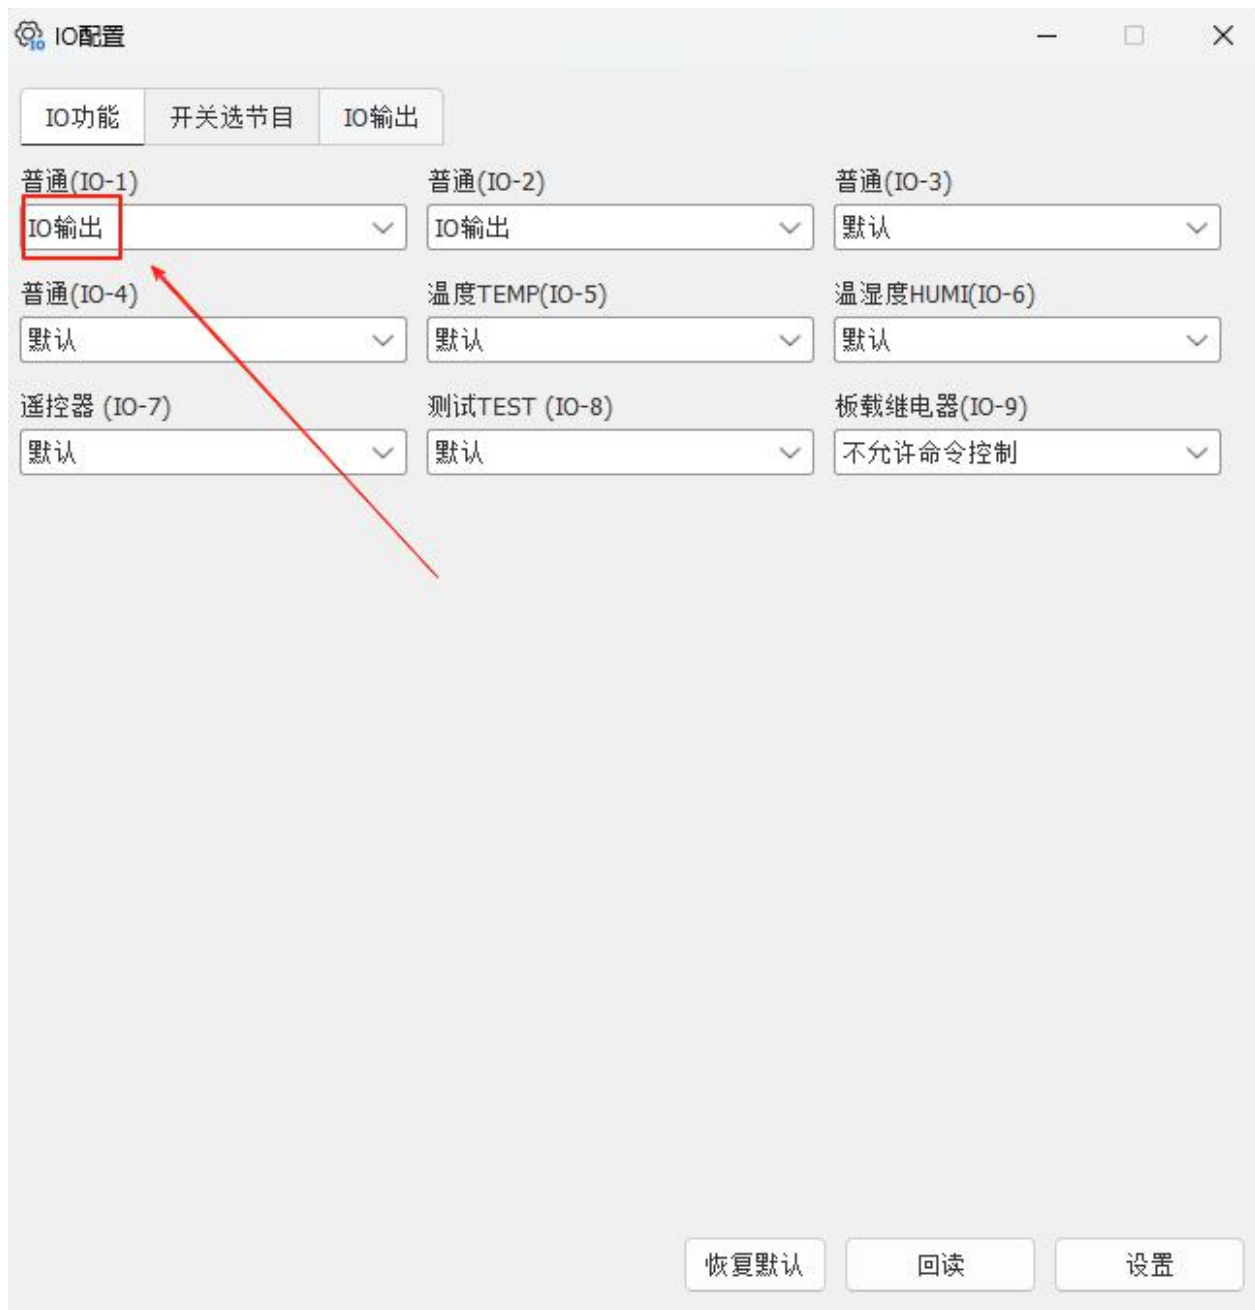 IO配置
IO功能 开关选节目 IO输出
普通(IO-1) 普通(IO-2) 普通(IO-3)
IO输出 IO输出 默认
普通(IO-4) 温度TEMP(IO-5) 温湿度HUMI(IO-6)
默认 默认 默认
遥控器 (IO-7) 测试TEST (IO-8) 板载继电器(IO-9)
默认 默认 不允许命令控制
恢复默认 回读 设置